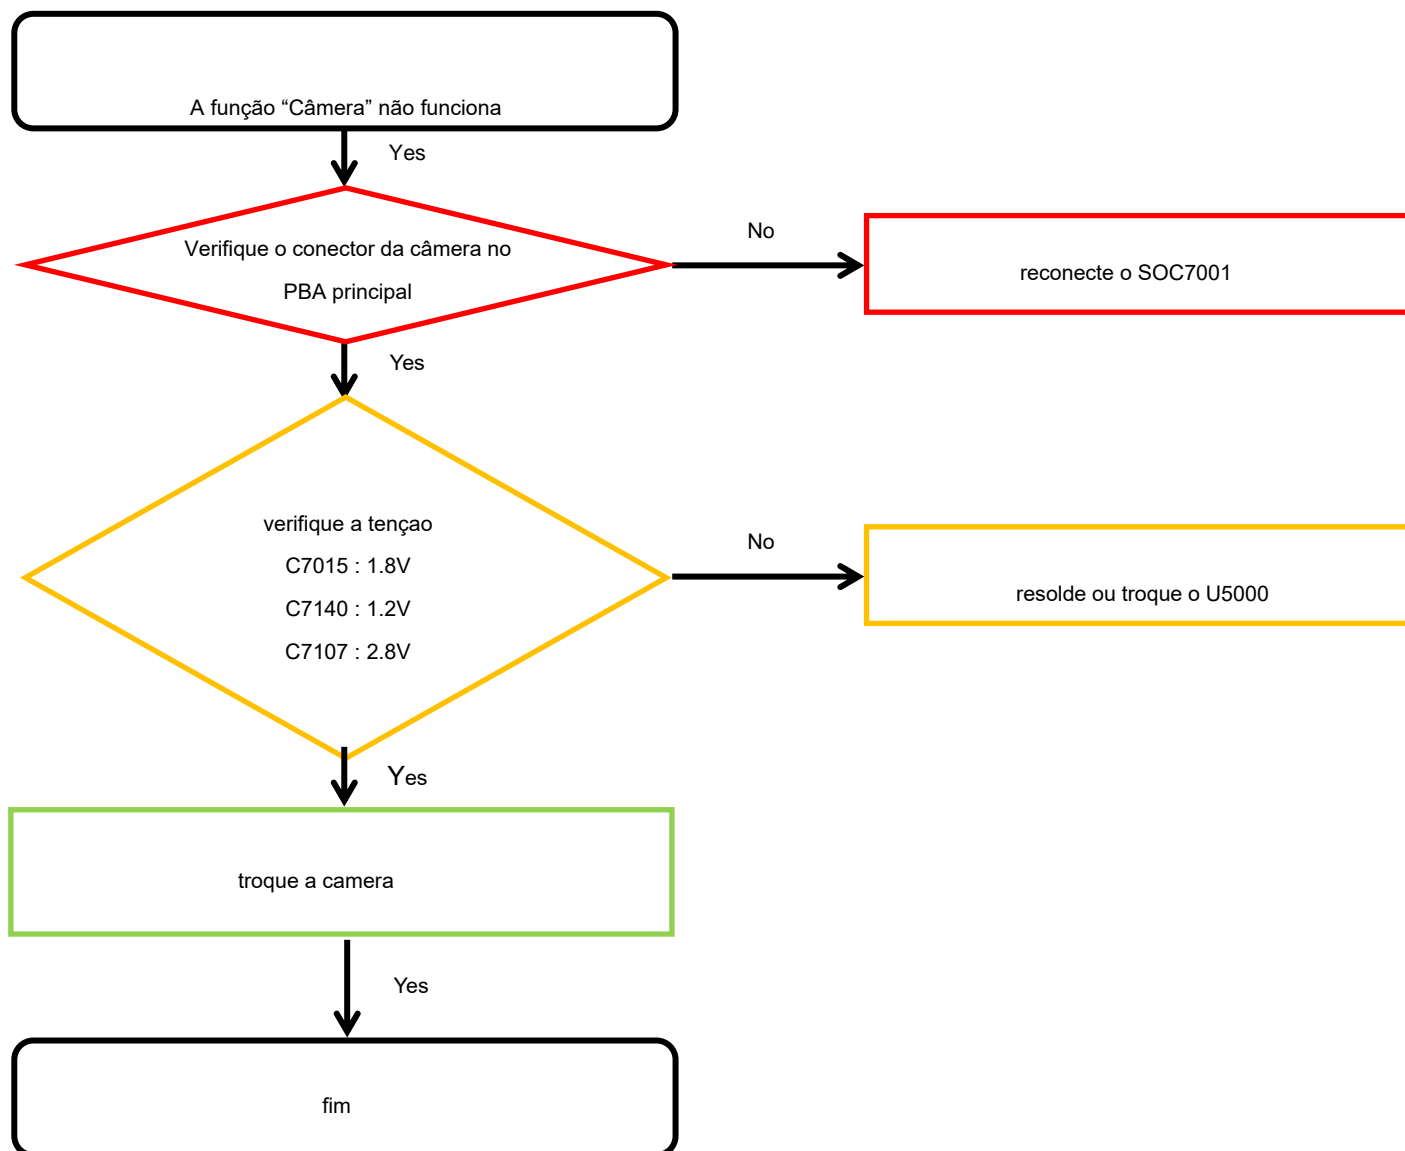 A função “Câmera” não funciona
Yes
Verifique o conector da câmera no
PBA principal
No
reconecte o SOC7001
Yes
verifique a tençao
C7015 : 1.8V
C7140 : 1.2V
C7107 : 2.8V
No
resolde ou troque o U5000
Yes
troque a camera
Yes
fim